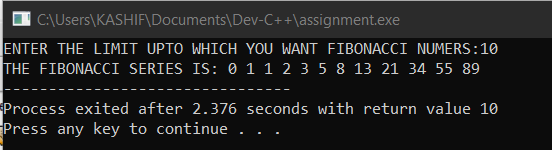 C:\Users\KASHIF\Documents\Dev-C++\assignment.exe
ENTER THE LIMIT UPTO WHICH YOU WANT FIBONACCI NUMERS:10
THE FIBONACCI SERIES IS: 0 1 1 2 3 5 8 13 21 34 55 89
--------------------------------
Process exited after 2.376 seconds with return value 10
Press any key to continue . . .